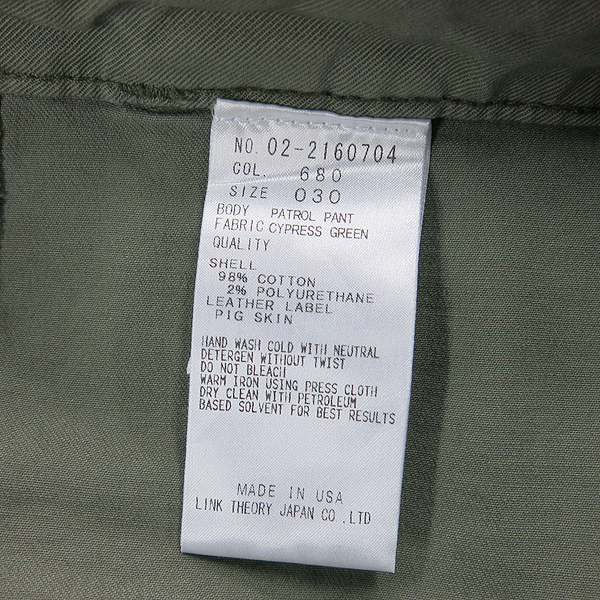 NO. 02-2160704
COL. 680
SIZE 030
BODY PATROL PANT
FABRIC CYPRESS GREEN
QUALITY
SHELL
98% COTTON
2% POLYURETHANE
LEATHER LABEL
PIG SKIN
HAND WASH COLD WITH NEUTRAL
DETERGEN WITHOUT TWIST
DO NOT BLEACH
WARM IRON USING PRESS CLOTH
DRY CLEAN WITH PETROLEUM
BASED SOLVENT FOR BEST RESULTS
MADE IN USA
LINK THEORY JAPAN CO.,LTD